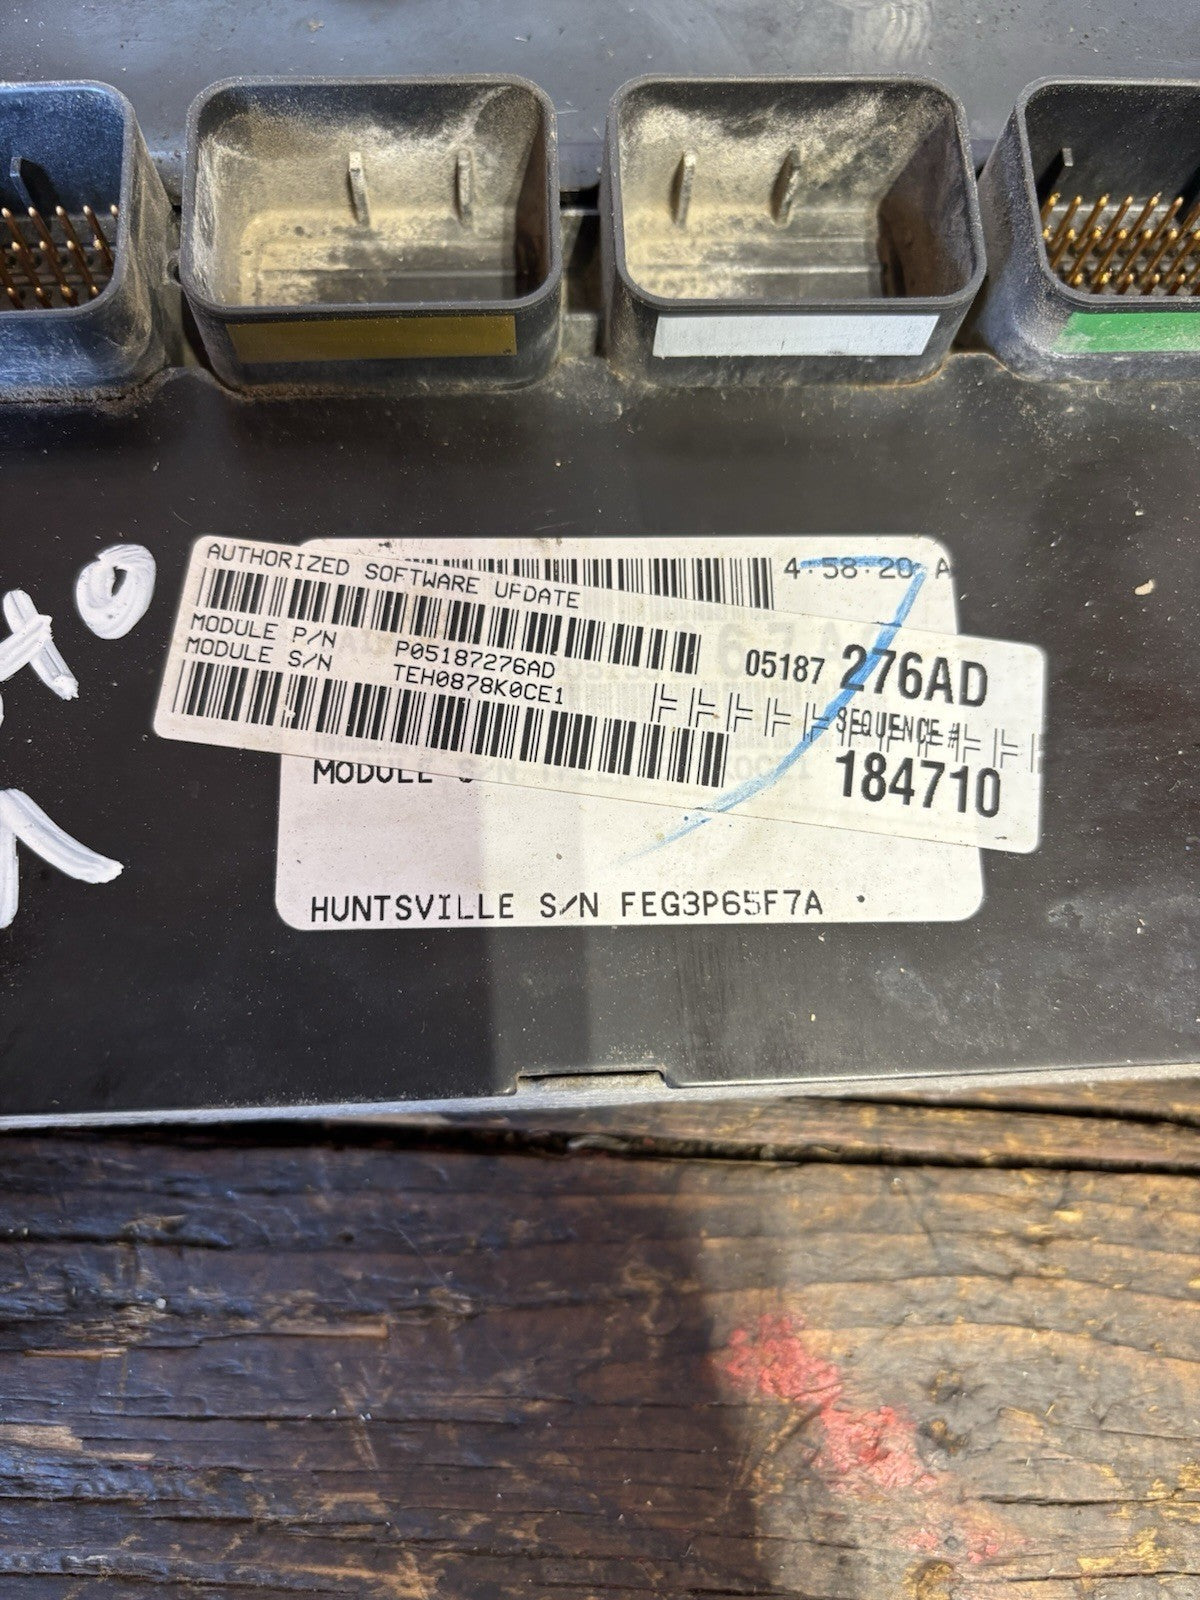 4·58·20 A
AUTHORIZED SOFTWARE UPDATE
MODULE P/N P05187276AD
MODULE S/N TEH0878K0CE1
05187 276AD
SEQUENCE #
184710
MODULE S
HUNTSVILLE S/N FEG3P65F7A